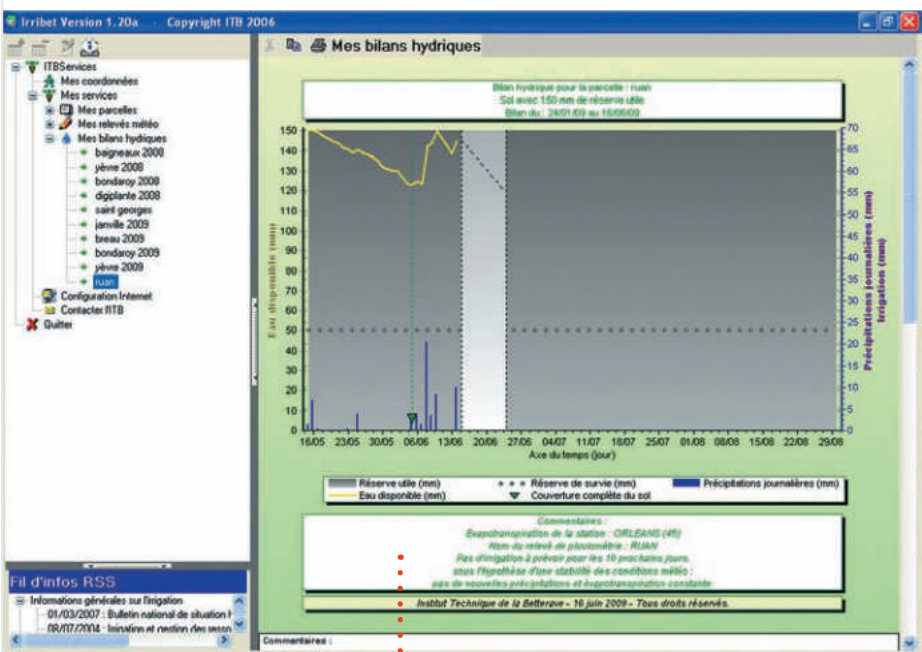 Irribet Version 1.20a - Copyright ITB 2006
ITBServices
Mes coordonnées
Mes services
Mes parcelles
Mes relevés météo
Mes bilans hydiques
baigneaux 2008
yèvre 2008
bondaroy 2008
digiplante 2008
saint georges
janville 2009
breau 2009
bondaroy 2009
yèvre 2009
ruan
Configuration Internet
Contacter l'ITB
Quitter
Fil d'infos RSS
Informations générales sur l'irrigation
01/03/2007 : Bulletin national de situation h
08/07/2004 : Irrigation et gestion des resso
Mes bilans hydriques
Bilan hydrique pour la parcelle : ruan
Sol avec 150 mm de réserve utile
Bilan du : 24/01/09 au 16/06/09
Eau disponible (mm)
150
140
130
120
110
100
90
80
70
60
50
40
30
20
10
0
70
65
60
55
50
45
40
35
30
25
20
15
10
5
0
Précipitations journalières (mm)
Irrigation (mm)
16/05 23/05 30/05 06/06 13/06 20/06 27/06 04/07 11/07 18/07 25/07 01/08 08/08 15/08 22/08 29/08
Axe du temps (jour)
Réserve utile (mm) Réserve de survie (mm) Précipitations journalières (mm)
Eau disponible (mm) Couverture complète du sol
Commentaires :
Evapotranspiration de la station : ORLEANS (45)
Nom du relevé de pluviométrie : RUAN
Pas d'irrigation à prévoir pour les 10 prochains jours.
sous l'hypothèse d'une stabilité des conditions météo :
pas de nouvelles précipitations et évapotranspiration constante
Institut Technique de la Betterave - 16 juin 2009 - Tous droits réservés.
Commentaires :